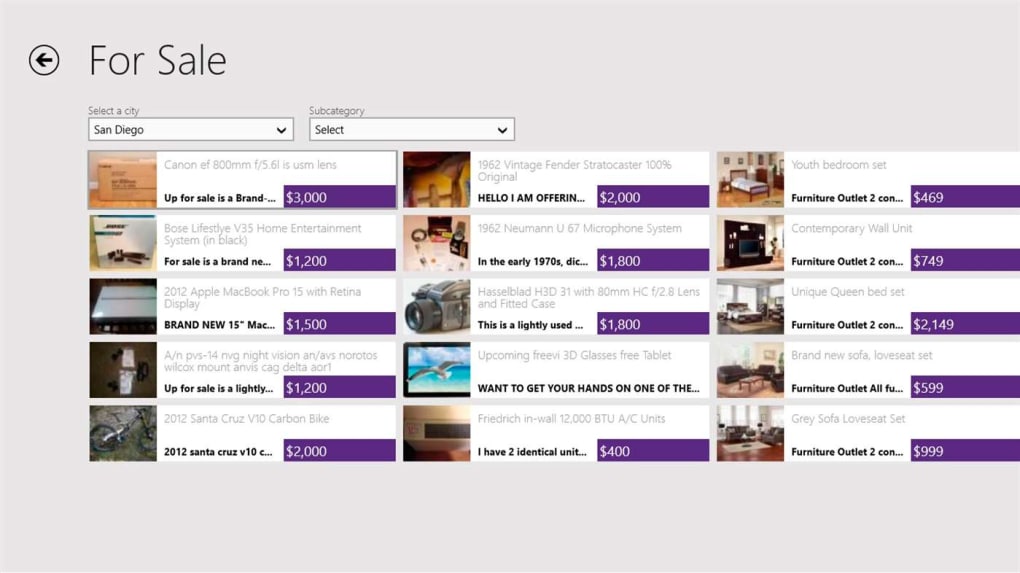 For Sale
Select a city
Subcategory
San Diego
Select
Canon ef 800mm f/5.6l is usm lens
Up for sale is a Brand-...
$3,000
Bose Lifestlye V35 Home Entertainment
System (in black)
For sale is a brand ne...
$1,200
2012 Apple MacBook Pro 15 with Retina
Display
BRAND NEW 15" Mac...
$1,500
A/n pvs-14 nvg night vision an/avs norotos
wilcox mount anvis cag delta aor1
Up for sale is a lightly...
$1,200
2012 Santa Cruz V10 Carbon Bike
2012 santa cruz v10 c...
$2,000
1962 Vintage Fender Stratocaster 100%
Original
HELLO I AM OFFERIN...
$2,000
1962 Neumann U 67 Microphone System
In the early 1970s, dic...
$1,800
Hasselblad H3D 31 with 80mm HC f/2.8 Lens
and Fitted Case
This is a lightly used ...
$1,800
Upcoming freevi 3D Glasses free Tablet
WANT TO GET YOUR HANDS ON ONE OF THE...
Friedrich in-wall 12,000 BTU A/C Units
I have 2 identical unit...
$400
Youth bedroom set
Furniture Outlet 2 con...
$469
Contemporary Wall Unit
Furniture Outlet 2 con...
$749
Unique Queen bed set
Furniture Outlet 2 con...
$2,149
Brand new sofa, loveseat set
Furniture Outlet All fu...
$599
Grey Sofa Loveseat Set
Furniture Outlet 2 con...
$999
BOSE